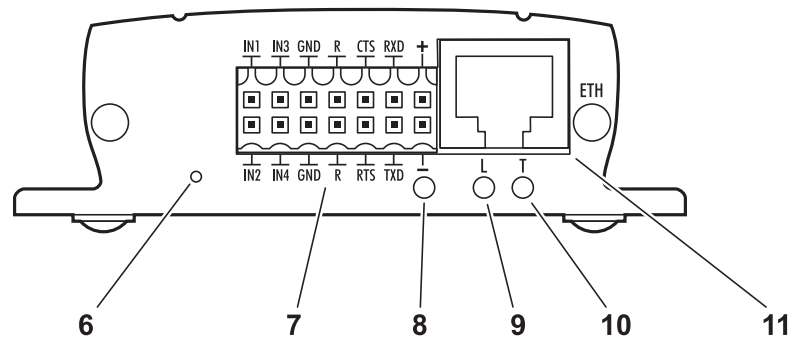 IN1 IN3 GND R CTS RXD +
ETH
IN2 IN4 GND R RTS TXD −
L T
6 7 8 9 10 11